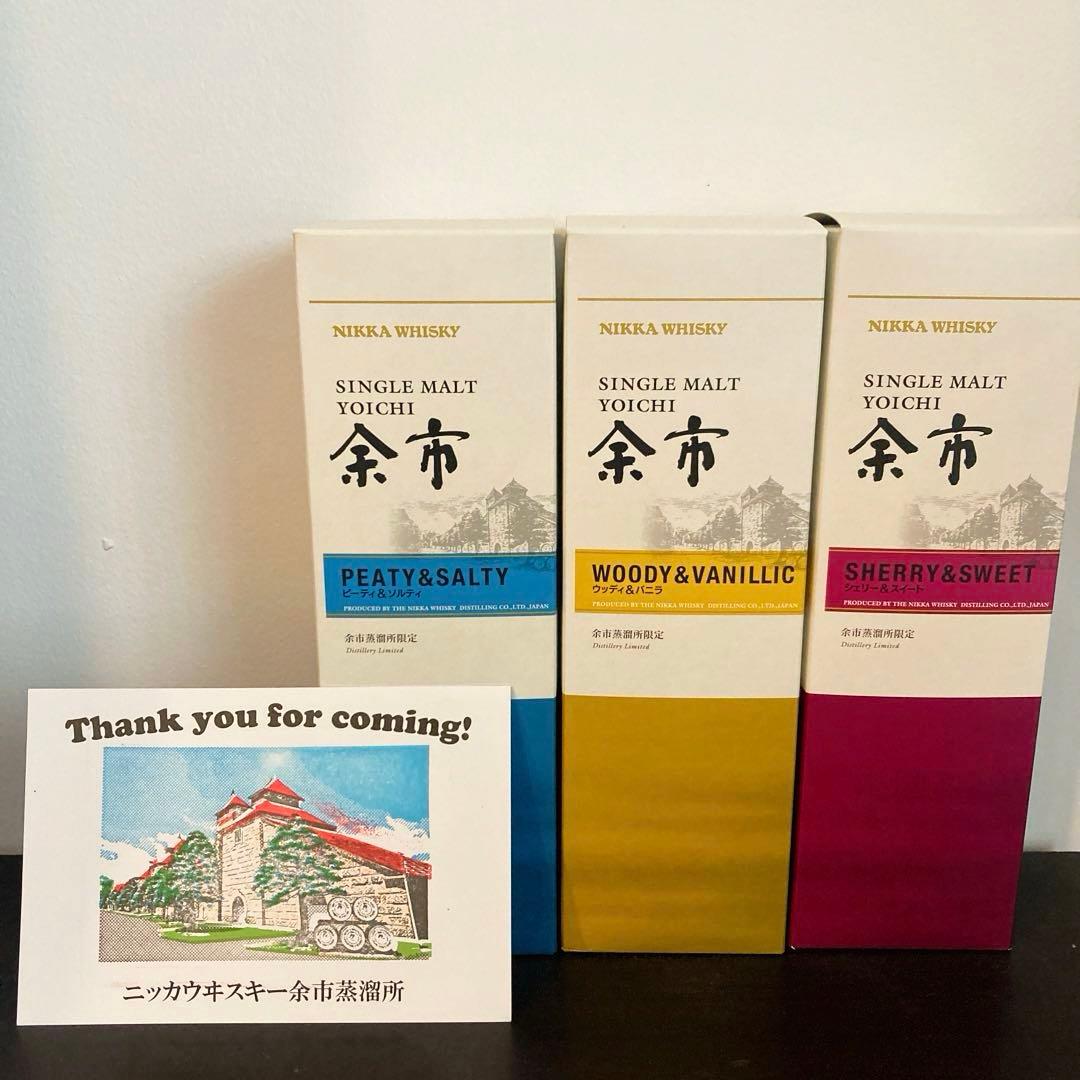 NIKKA WHISKY
SINGLE MALT
YOICHI
余市
PEATY&SALTY
ピーティ&ソルティ
PRODUCED BY THE NIKKA WHISKY DISTILLING CO.,LTD.,JAPAN
余市蒸溜所限定
Distillery Limited
NIKKA WHISKY
SINGLE MALT
YOICHI
余市
WOODY&VANILLIC
ウッディ&バニラ
PRODUCED BY THE NIKKA WHISKY DISTILLING CO.,LTD.,JAPAN
余市蒸溜所限定
Distillery Limited
NIKKA WHISKY
SINGLE MALT
YOICHI
余市
SHERRY&SWEET
シェリー&スイート
PRODUCED BY THE NIKKA WHISKY DISTILLING CO.,LTD.,JAPAN
余市蒸溜所限定
Distillery Limited
Thank you for coming!
ニッカウヰスキー余市蒸溜所